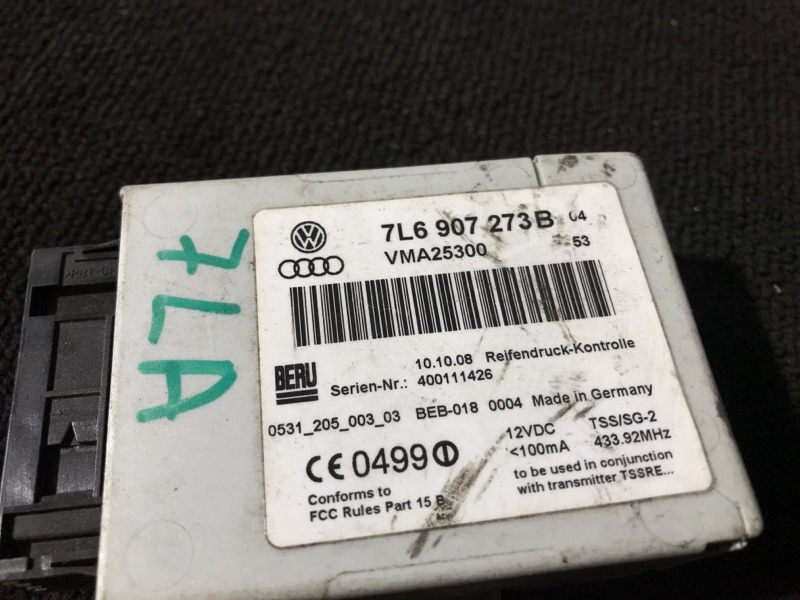 7L6 907 273 B 04
VMA25300 53
BERU
10.10.08 Reifendruck-Kontrolle
Serien-Nr.: 400111426
0531_205_003_03 BEB-018 0004 Made in Germany
CE 0499
12VDC TSS/SG-2
<100mA 433.92MHz
Conforms to
FCC Rules Part 15 B
to be used in conjunction
with transmitter TSSRE...
7LA